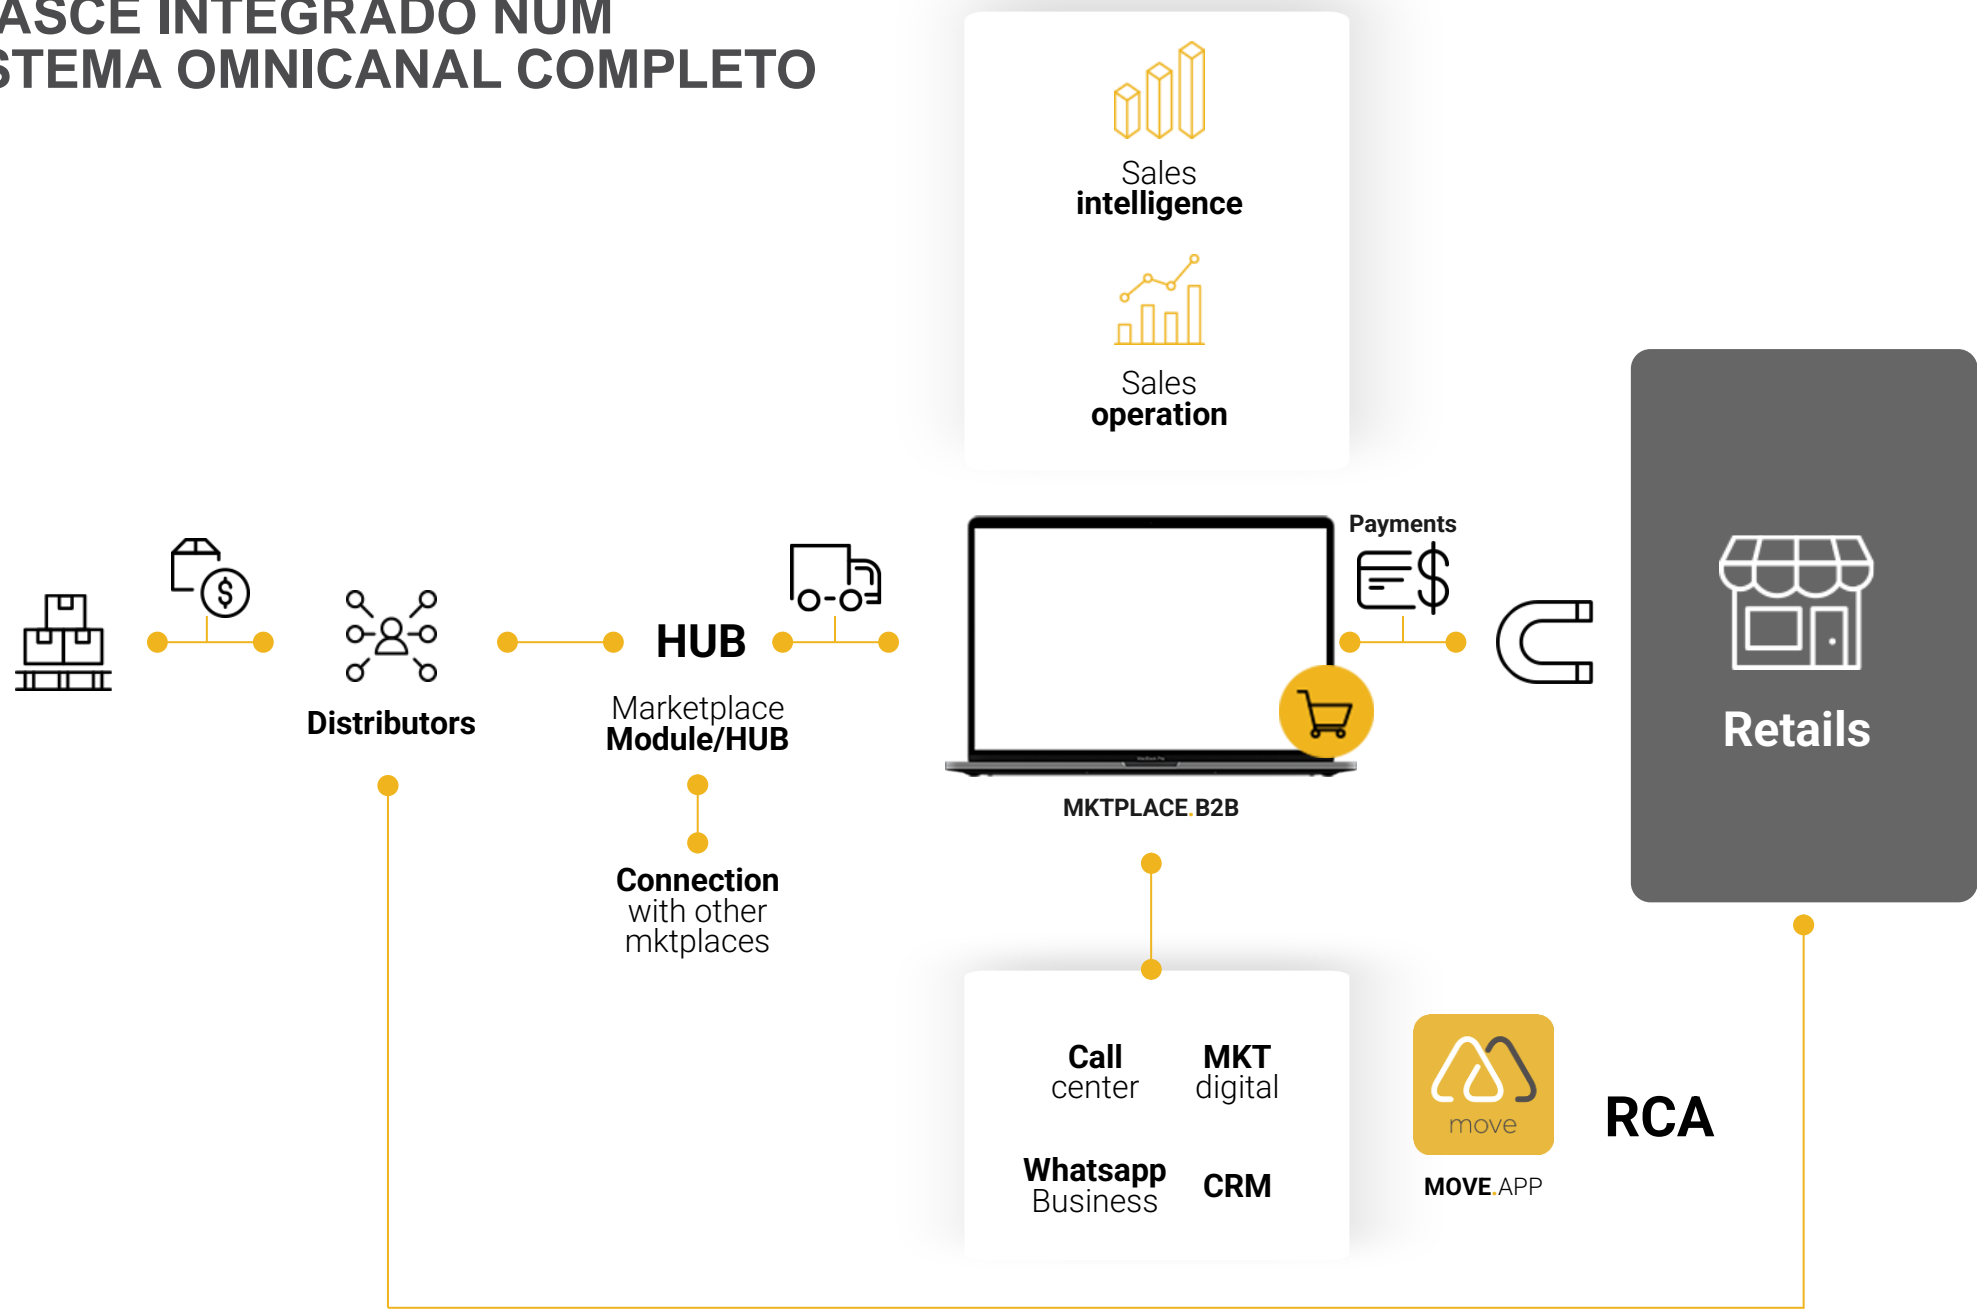 ASCE INTEGRADO NUM
STEMA OMNICANAL COMPLETO
Sales
intelligence
Sales
operation
Payments
HUB
Distributors
Marketplace
Module/HUB
Retails
MKTPLACE.B2B
Connection
with other
mktplaces
Call
center
MKT
digital
Whatsapp
Business
CRM
move
MOVE.APP
RCA